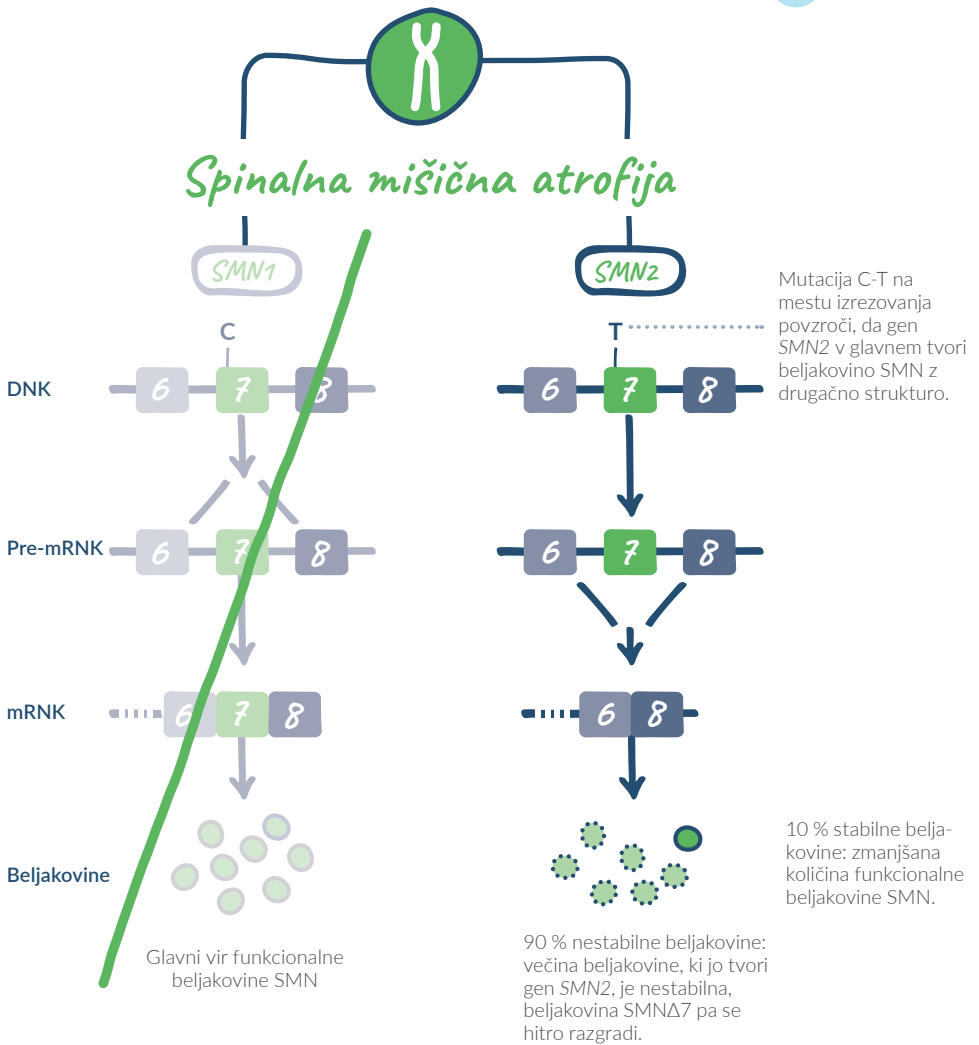 Spinalna mišična atrofija
SMN1
SMN2
Mutacija C-T na
mestu izrezovanja
povzroči, da gen
SMN2 v glavnem tvori
beljakovino SMN z
drugačno strukturo.
C
T
DNK
6 7 8
6 7 8
Pre-mRNK
6 7 8
6 7 8
mRNK
6 7 8
6 8
Beljakovine
10 % stabilne belja-
kovine: zmanjšana
količina funkcionalne
beljakovine SMN.
Glavni vir funkcionalne
beljakovine SMN
90 % nestabilne beljakovine:
večina beljakovine, ki jo tvori
gen SMN2, je nestabilna,
beljakovina SMNΔ7 pa se
hitro razgradi.